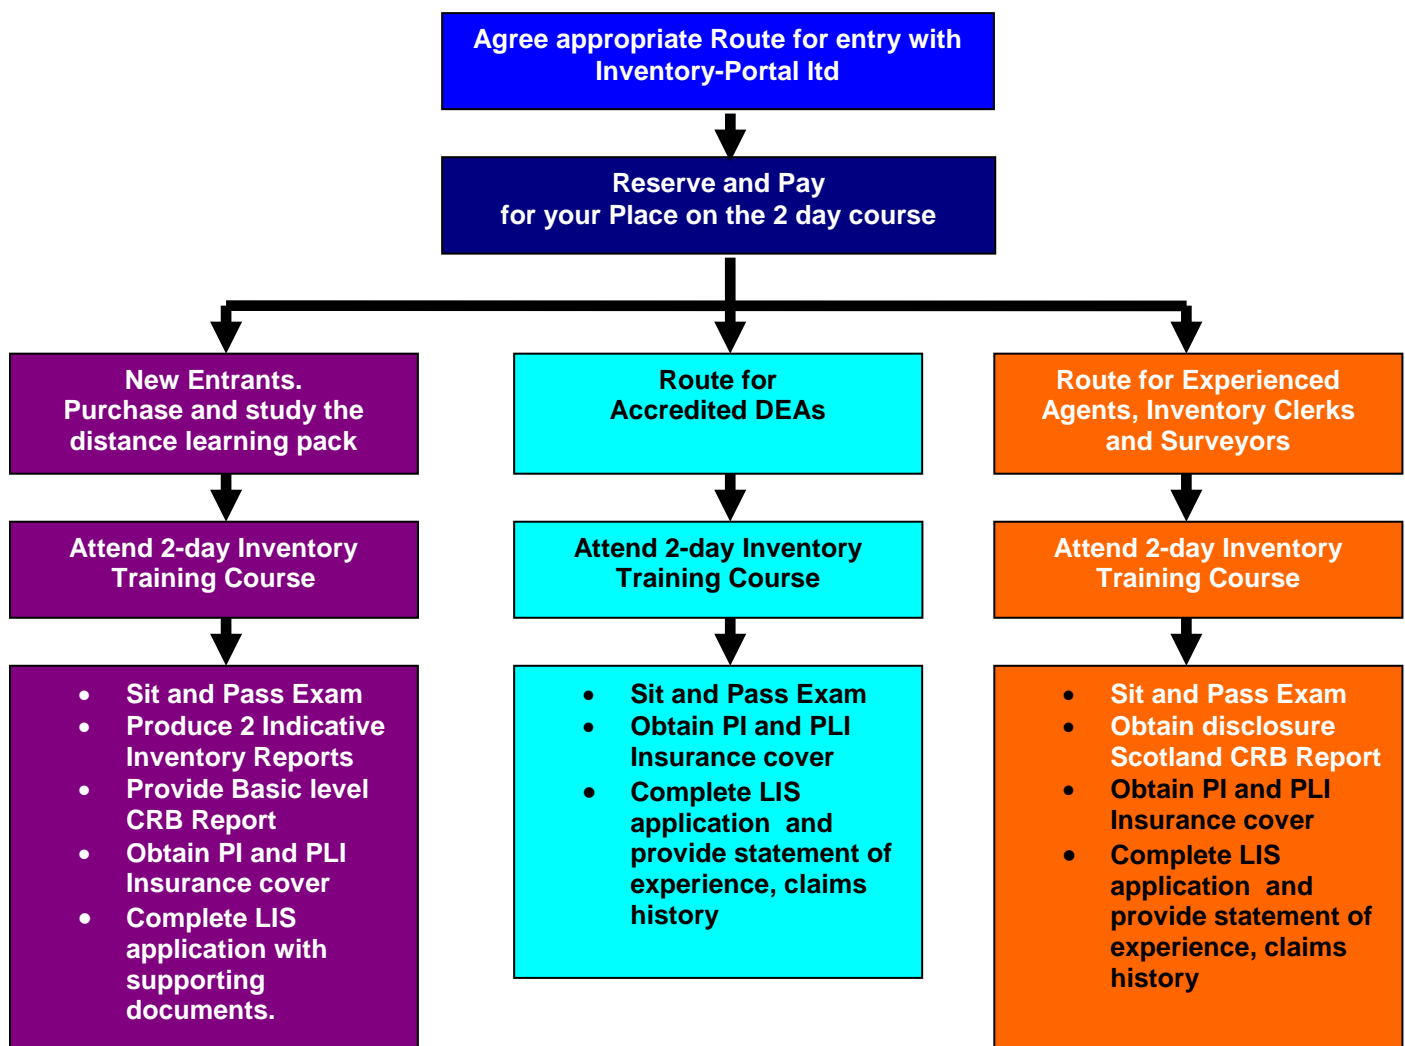 Agree appropriate Route for entry with
Inventory-Portal ltd
Reserve and Pay
for your Place on the 2 day course
New Entrants.
Purchase and study the
distance learning pack
Route for
Accredited DEAs
Route for Experienced
Agents, Inventory Clerks
and Surveyors
Attend 2-day Inventory
Training Course
Attend 2-day Inventory
Training Course
Attend 2-day Inventory
Training Course
• Sit and Pass Exam
• Produce 2 Indicative
Inventory Reports
• Provide Basic level
CRB Report
• Obtain PI and PLI
Insurance cover
• Complete LIS
application with
supporting
documents.
• Sit and Pass Exam
• Obtain PI and PLI
Insurance cover
• Complete LIS
application and
provide statement of
experience, claims
history
• Sit and Pass Exam
• Obtain disclosure
Scotland CRB Report
• Obtain PI and PLI
Insurance cover
• Complete LIS
application and
provide statement of
experience, claims
history